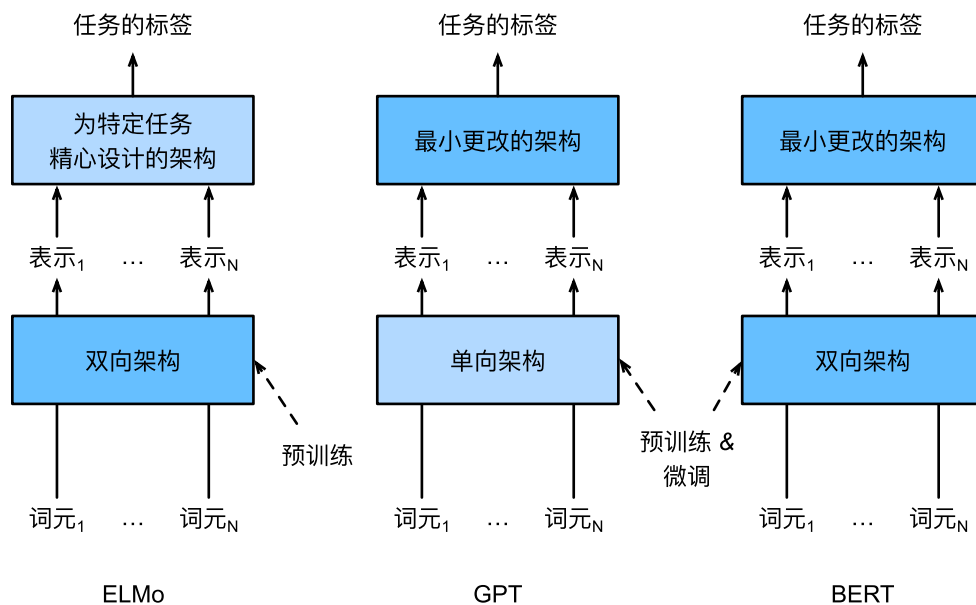 任务的标签
为特定任务
精心设计的架构
表示1 … 表示N
双向架构
预训练
词元1 … 词元N
ELMo
任务的标签
最小更改的架构
表示1 … 表示N
单向架构
预训练 &
微调
词元1 … 词元N
GPT
任务的标签
最小更改的架构
表示1 … 表示N
双向架构
词元1 … 词元N
BERT